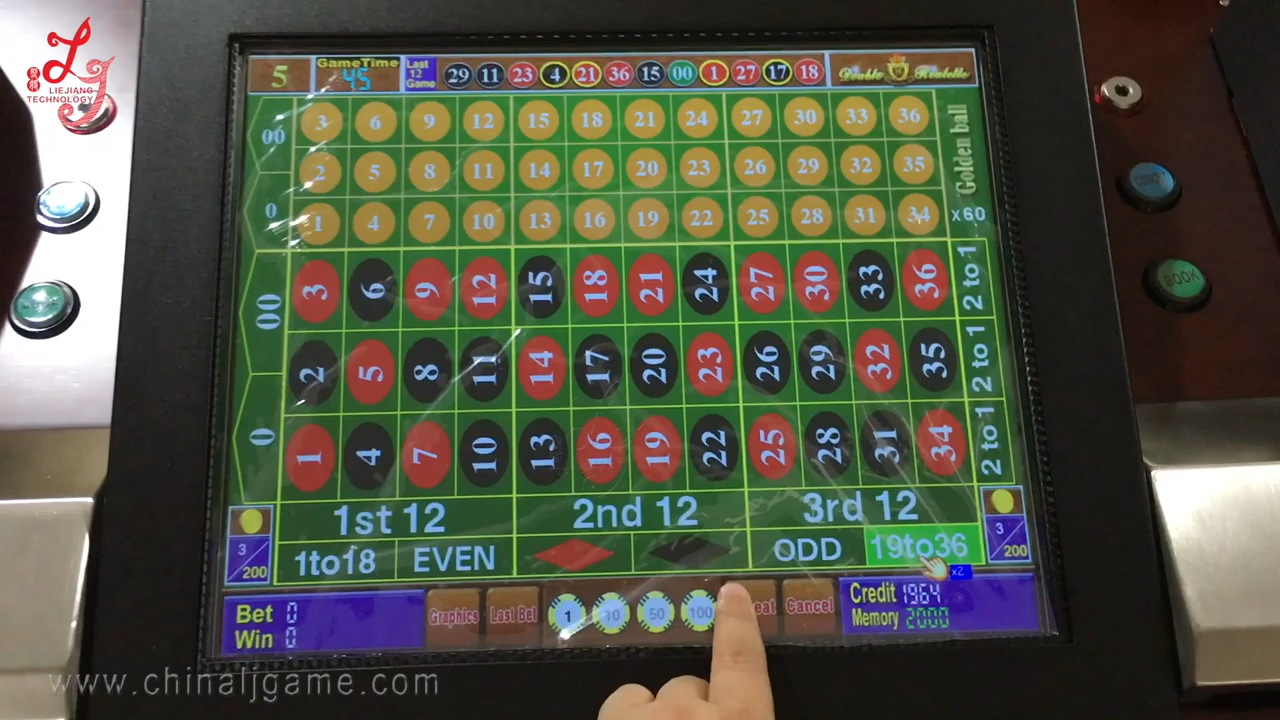 LIEJIANG
TECHNOLOGY
5
GameTime
45
Last
12
Game
29 11 23 4 21 36 15 00 1 27 17 18
Double Roulette
00 3 6 9 12 15 18 21 24 27 30 33 36
2 5 8 11 14 17 20 23 26 29 32 35
0 1 4 7 10 13 16 19 22 25 28 31 34
Golden ball
x60
00 3 6 9 12 15 18 21 24 27 30 33 36 2 to 1
2 5 8 11 14 17 20 23 26 29 32 35 2 to 1
0 1 4 7 10 13 16 19 22 25 28 31 34 2 to 1
1st 12 2nd 12 3rd 12
1to18 EVEN ODD 19to36
3
200
3
200
x2
Bet 0
Win 0
Graphics Last Bet 1 10 50 100 Cancel
Credit 1964
Memory 2000
BOOK
www.chinaljgame.com